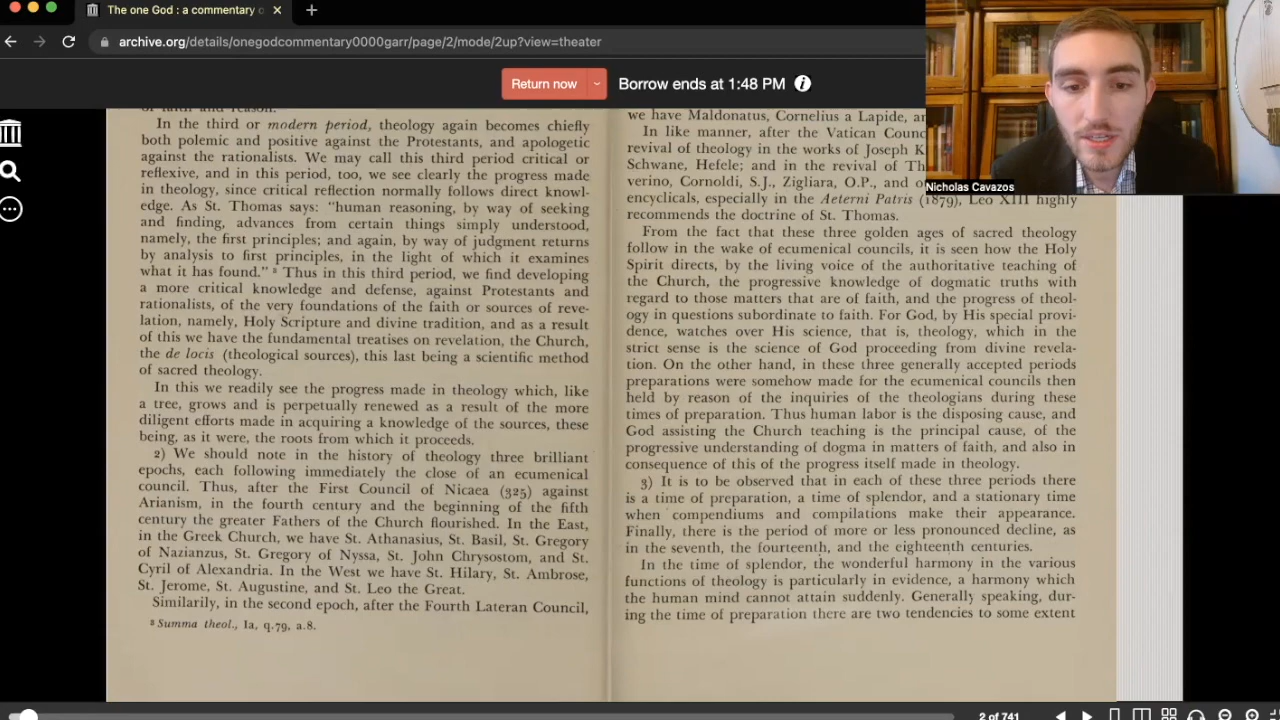 The one God : a commentary o
archive.org/details/onegodcommentary0000garr/page/2/mode/2up?view=theater
Return now
Borrow ends at 1:48 PM
of faith and reason.
In the third or modern period, theology again becomes chiefly
both polemic and positive against the Protestants, and apologetic
against the rationalists. We may call this third period critical or
reflexive, and in this period, too, we see clearly the progress made
in theology, since critical reflection normally follows direct knowl-
edge. As St. Thomas says: "human reasoning, by way of seeking
and finding, advances from certain things simply understood,
namely, the first principles; and again, by way of judgment returns
by analysis to first principles, in the light of which it examines
what it has found." ³ Thus in this third period, we find developing
a more critical knowledge and defense, against Protestants and
rationalists, of the very foundations of the faith or sources of reve-
lation, namely, Holy Scripture and divine tradition, and as a result
of this we have the fundamental treatises on revelation, the Church,
the de locis (theological sources), this last being a scientific method
of sacred theology.
In this we readily see the progress made in theology which, like
a tree, grows and is perpetually renewed as a result of the more
diligent efforts made in acquiring a knowledge of the sources, these
being, as it were, the roots from which it proceeds.
2) We should note in the history of theology three brilliant
epochs, each following immediately the close of an ecumenical
council. Thus, after the First Council of Nicaea (325) against
Arianism, in the fourth century and the beginning of the fifth
century the greater Fathers of the Church flourished. In the East,
in the Greek Church, we have St. Athanasius, St. Basil, St. Gregory
of Nazianzus, St. Gregory of Nyssa, St. John Chrysostom, and St.
Cyril of Alexandria. In the West we have St. Hilary, St. Ambrose,
St. Jerome, St. Augustine, and St. Leo the Great.
Similarily, in the second epoch, after the Fourth Lateran Council,
³ Summa theol., Ia, q.79, a.8.
we have Maldonatus, Cornelius a Lapide, a
In like manner, after the Vatican Counc
revival of theology in the works of Joseph K
Schwane, Hefele; and in the revival of Th
verino, Cornoldi, S.J., Zigliara, O.P., and o
encyclicals, especially in the Aeterni Patris (1879), Leo XIII highly
recommends the doctrine of St. Thomas.
From the fact that these three golden ages of sacred theology
follow in the wake of ecumenical councils, it is seen how the Holy
Spirit directs, by the living voice of the authoritative teaching of
the Church, the progressive knowledge of dogmatic truths with
regard to those matters that are of faith, and the progress of theol-
ogy in questions subordinate to faith. For God, by His special provi-
dence, watches over His science, that is, theology, which in the
strict sense is the science of God proceeding from divine revela-
tion. On the other hand, in these three generally accepted periods
preparations were somehow made for the ecumenical councils then
held by reason of the inquiries of the theologians during these
times of preparation. Thus human labor is the disposing cause, and
God assisting the Church teaching is the principal cause, of the
progressive understanding of dogma in matters of faith, and also in
consequence of this of the progress itself made in theology.
3) It is to be observed that in each of these three periods there
is a time of preparation, a time of splendor, and a stationary time
when compendiums and compilations make their appearance.
Finally, there is the period of more or less pronounced decline, as
in the seventh, the fourteenth, and the eighteenth centuries.
In the time of splendor, the wonderful harmony in the various
functions of theology is particularly in evidence, a harmony which
the human mind cannot attain suddenly. Generally speaking, dur-
ing the time of preparation there are two tendencies to some extent
Nicholas Cavazos
2 of 741